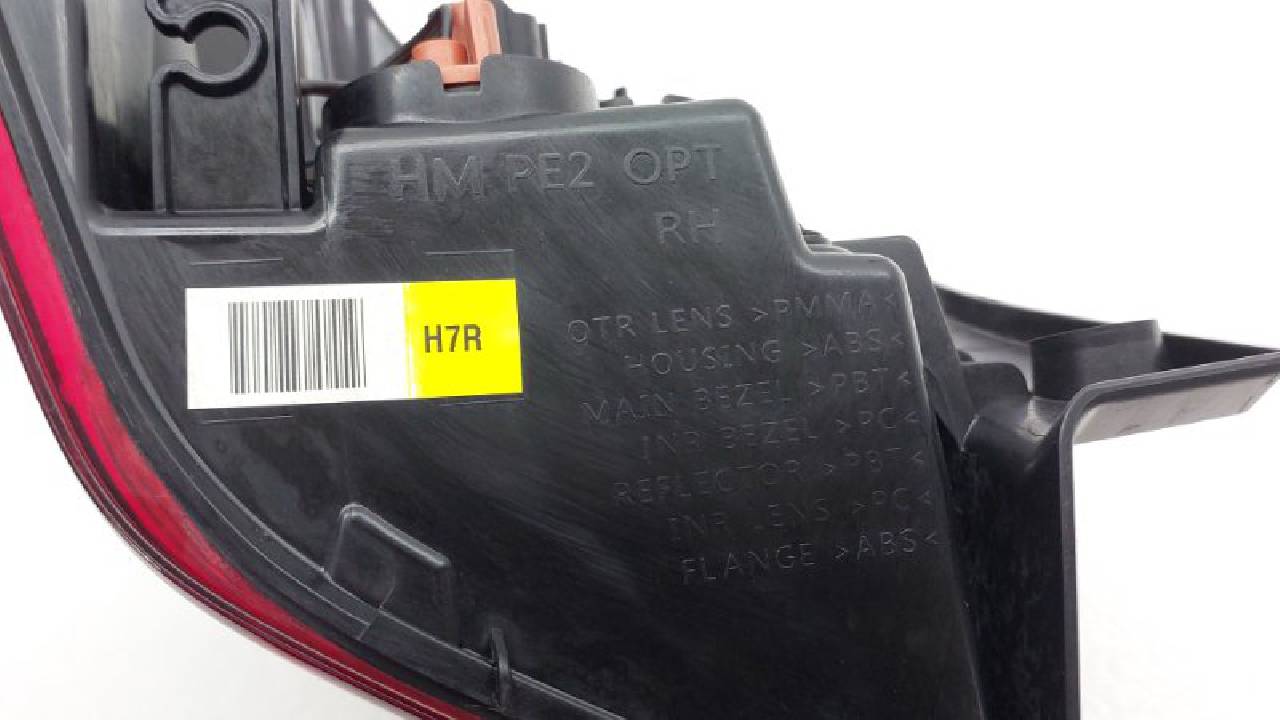 HM PE2 OPT
RH
H7R
OTR LENS >PMMA<
HOUSING >ABS<
MAIN BEZEL >PBT<
INR BEZEL >PC<
REFLECTOR >PBT<
INR LENS >PC<
FLANGE >ABS<